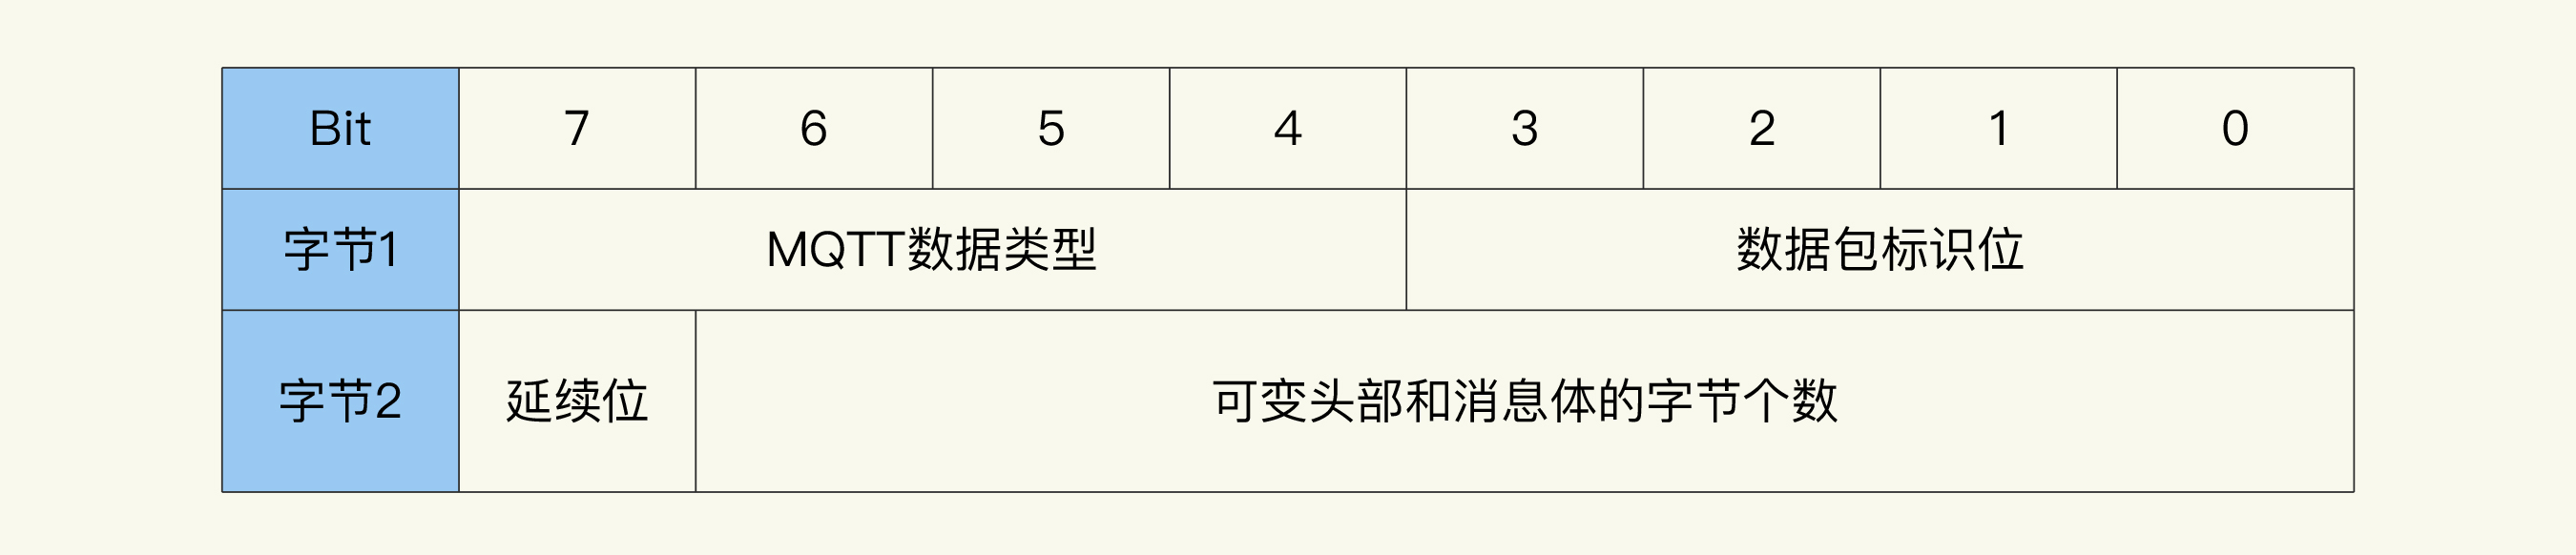 Bit 7 6 5 4 3 2 1 0
字节1 MQTT数据类型 数据包标识位
字节2 延续位 可变头部和消息体的字节个数